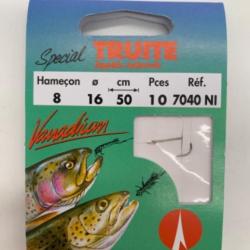 Special TRUITE
Hameçon ø cm Pces Réf.
8 16 50 10 7040 NI
Vanadium